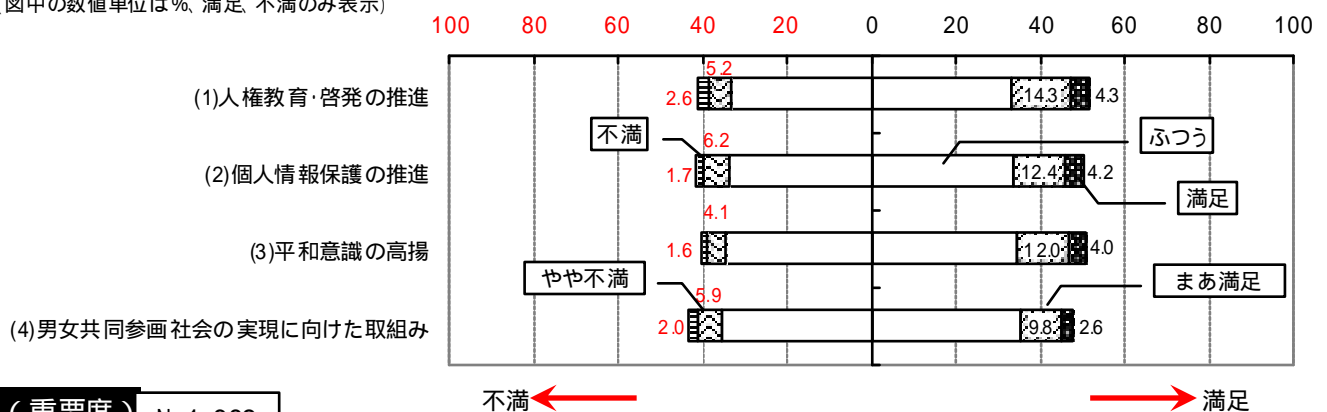 図中の数値単位は%、満足、不満のみ表示)
100 80 60 40 20 0 20 40 60 80 100
(1)人権教育・啓発の推進 2.6 5.2 14.3 4.3
不満 ふつう
(2)個人情報保護の推進 1.7 6.2 12.4 4.2
満足
(3)平和意識の高揚 1.6 4.1 12.0 4.0
やや不満 まあ満足
(4)男女共同参画社会の実現に向けた取組み 2.0 5.9 9.8 2.6
不満 満足
(重要度)